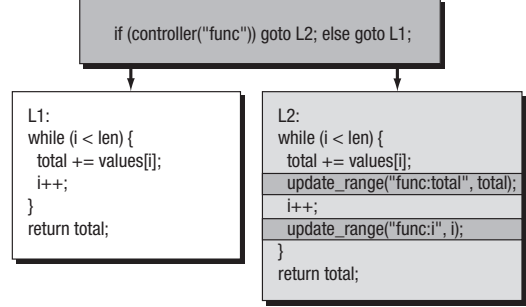 if (controller("func")) goto L2; else goto L1;
L1:
while (i < len) {
total += values[i];
i++;
}
return total;
L2:
while (i < len) {
total += values[i];
update_range("func:total", total);
i++;
update_range("func:i", i);
}
return total;